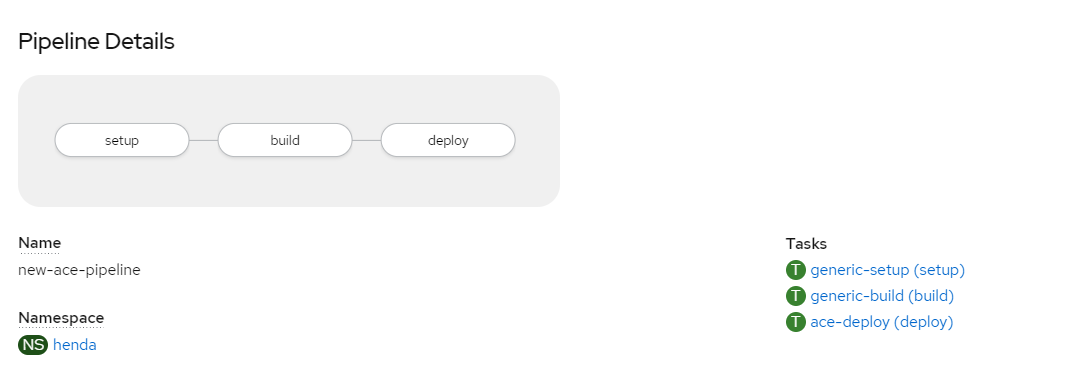 Pipeline Details
setup
build
deploy
Name
new-ace-pipeline
Namespace
NS henda
Tasks
T generic-setup (setup)
T generic-build (build)
T ace-deploy (deploy)